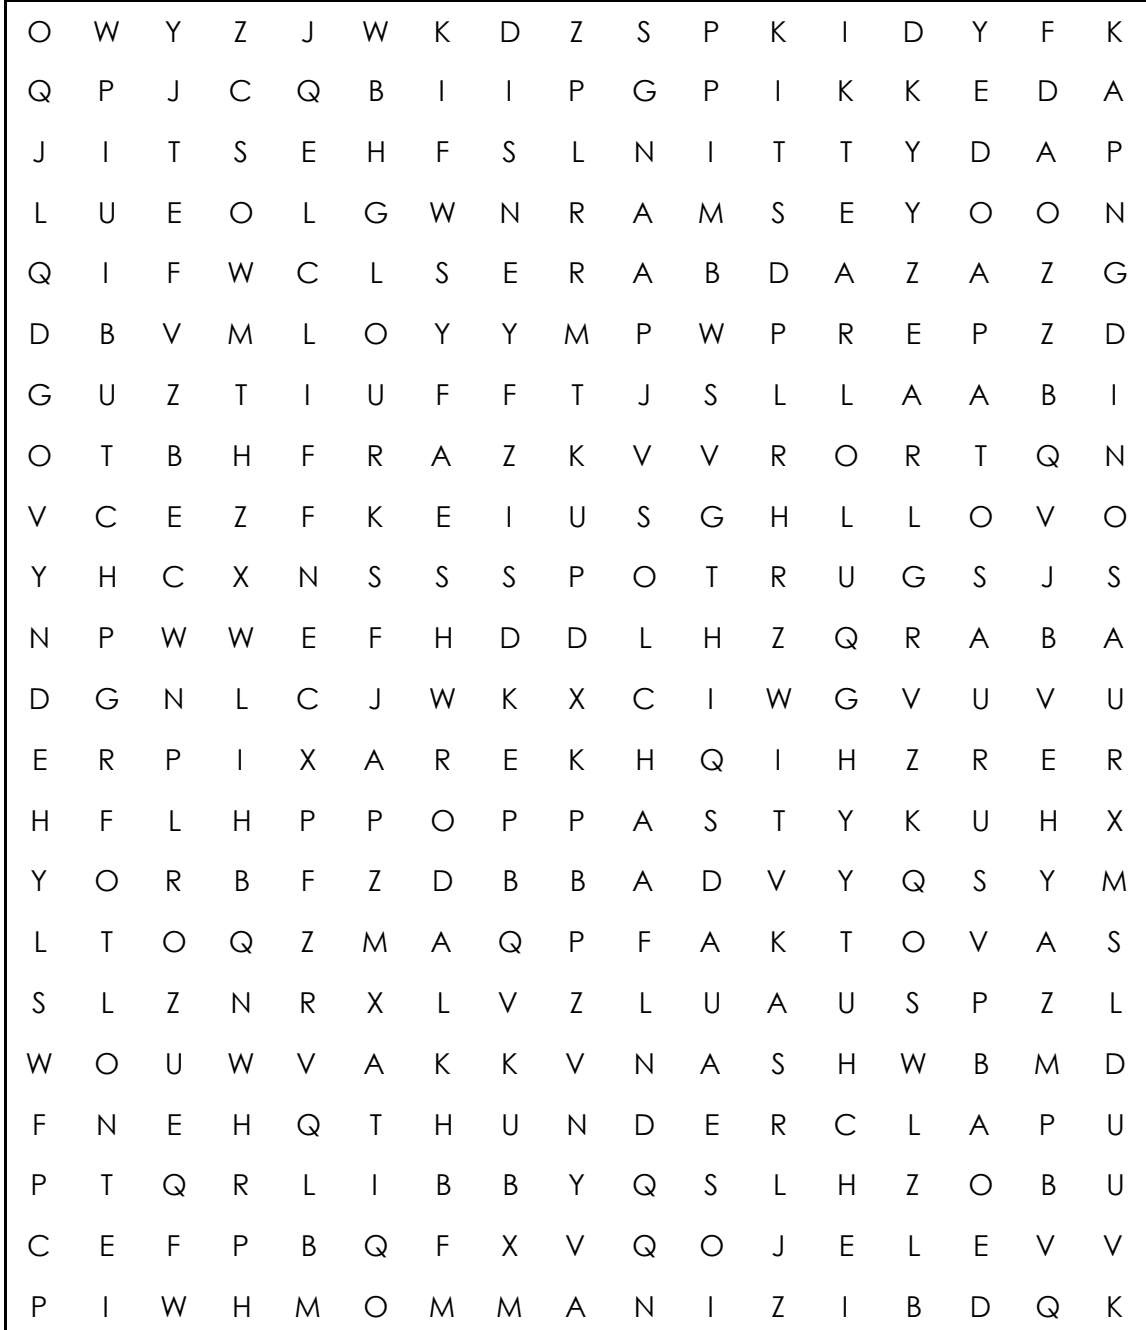 O W Y Z J W K D Z S P K I D Y F K
Q P J C Q B I I P G P I K K E D A
J I T S E H F S L N I T T Y D A P
L U E O L G W N R A M S E Y O O N
Q I F W C L S E R A B D A Z A Z G
D B V M L O Y Y M P W P R E P Z D
G U Z T I U F F T J S L L A A B I
O T B H F R A Z K V V R O R T Q N
V C E Z F K E I U S G H L L O V O
Y H C X N S S S P O T R U G S J S
N P W W E F H D D L H Z Q R A B A
D G N L C J W K X C I W G V U V U
E R P I X A R E K H Q I H Z R E R
H F L H P P O P P A S T Y K U H X
Y O R B F Z D B B A D V Y Q S Y M
L T O Q Z M A Q P F A K T O V A S
S L Z N R X L V Z L U A U S P Z L
W O U W V A K K V N A S H W B M D
F N E H Q T H U N D E R C L A P U
P T Q R L I B B Y Q S L H Z O B U
C E F P B Q F X V Q O J E L E V V
P I W H M O M M A N I Z I B D Q K